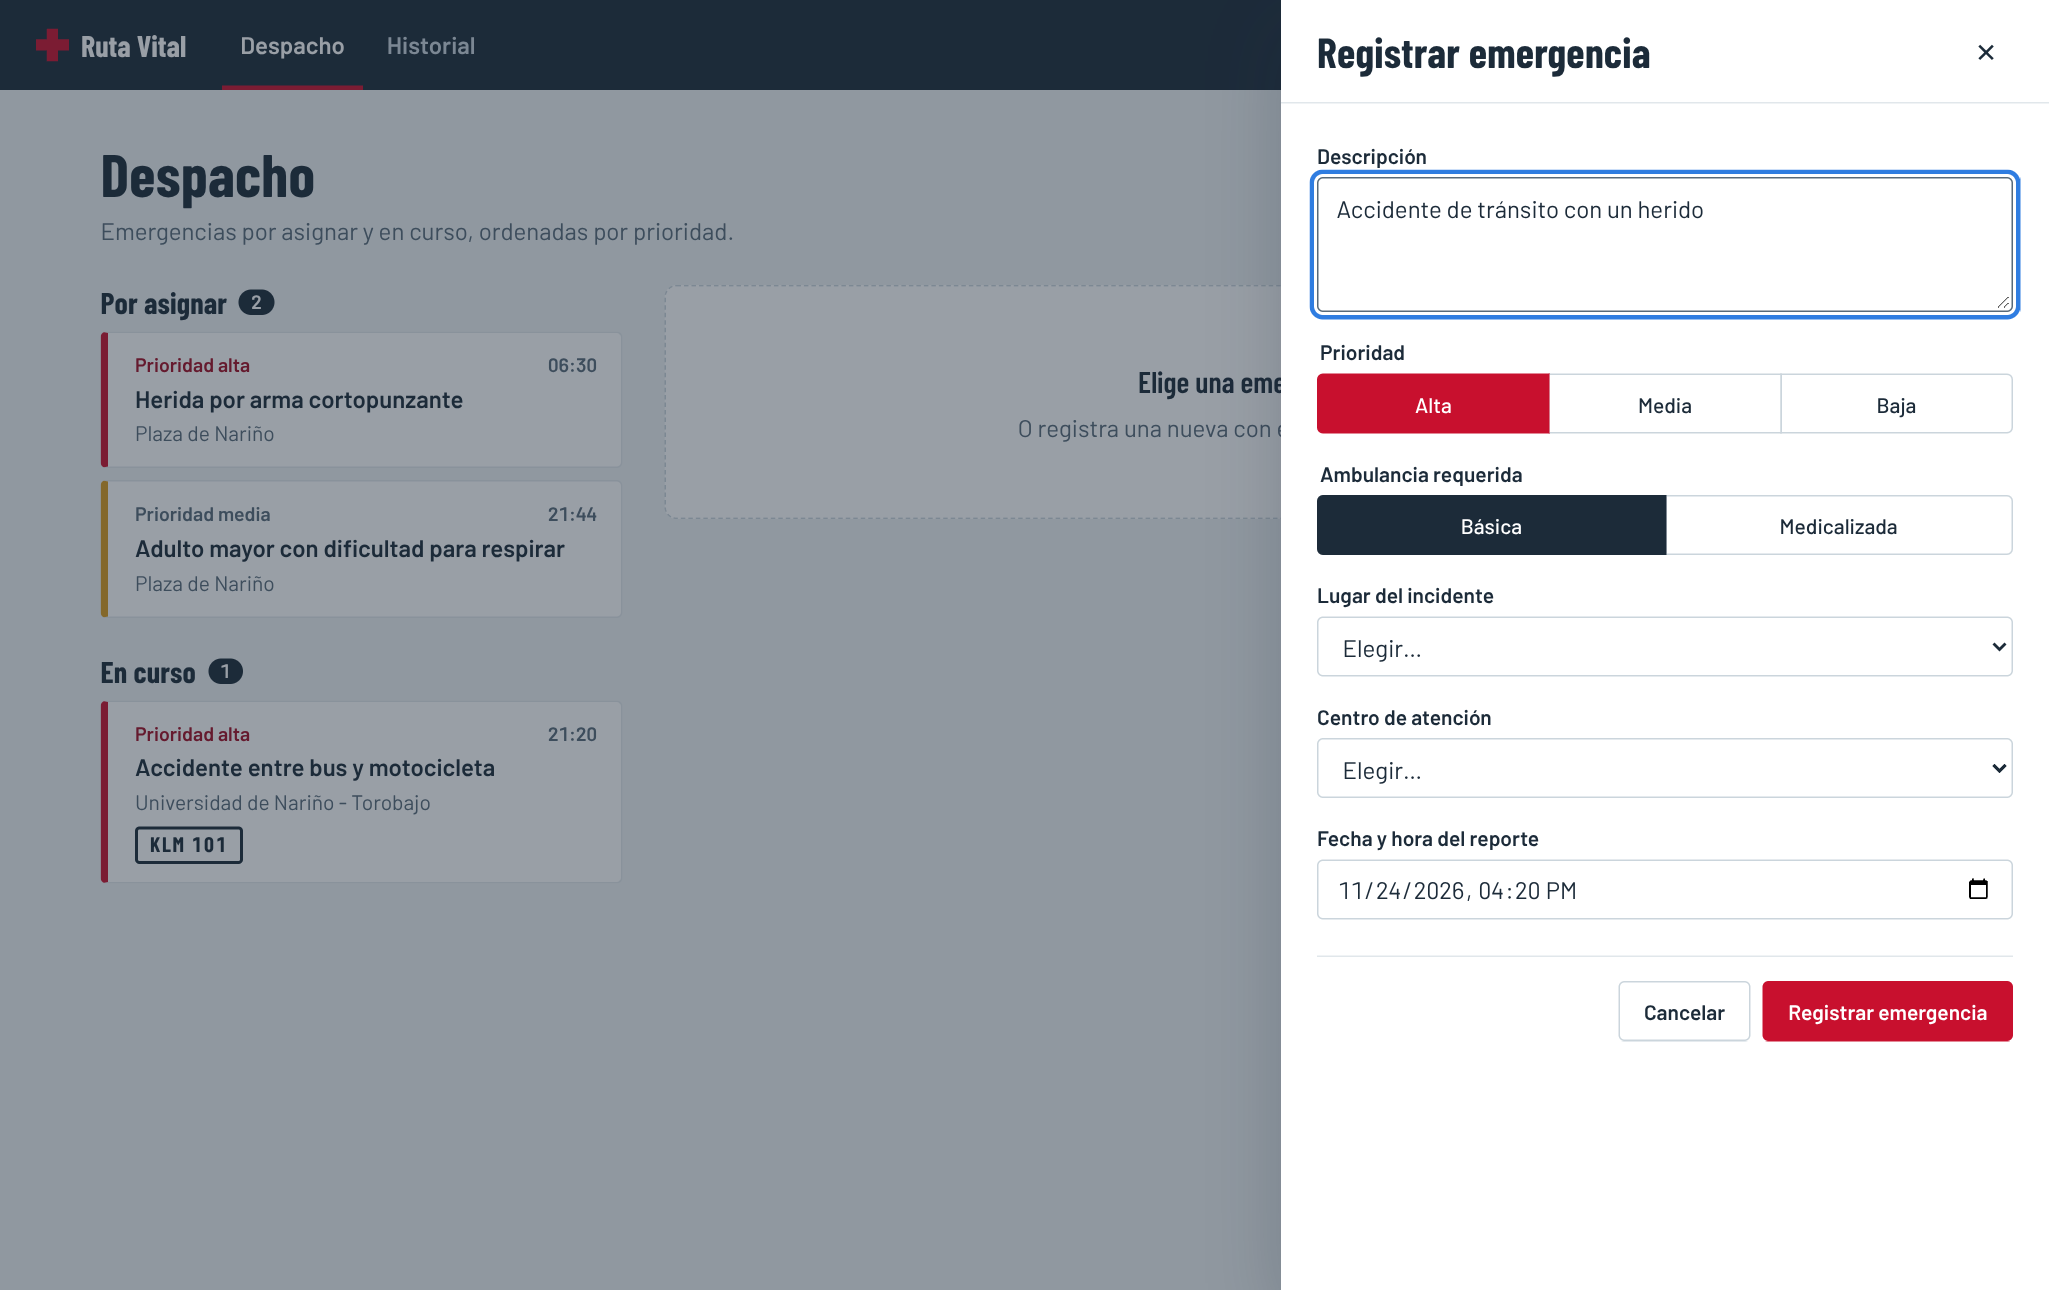 Ruta Vital
Despacho
Historial
Despacho
Emergencias por asignar y en curso, ordenadas por prioridad.
Por asignar 2
Prioridad alta 06:30
Herida por arma cortopunzante
Plaza de Nariño
Prioridad media 21:44
Adulto mayor con dificultad para respirar
Plaza de Nariño
En curso 1
Prioridad alta 21:20
Accidente entre bus y motocicleta
Universidad de Nariño - Torobajo
KLM 101
Elige una eme
O registra una nueva con
Registrar emergencia
Descripción
Accidente de tránsito con un herido
Prioridad
Alta Media Baja
Ambulancia requerida
Básica Medicalizada
Lugar del incidente
Elegir...
Centro de atención
Elegir...
Fecha y hora del reporte
11/24/2026, 04:20 PM
Cancelar Registrar emergencia